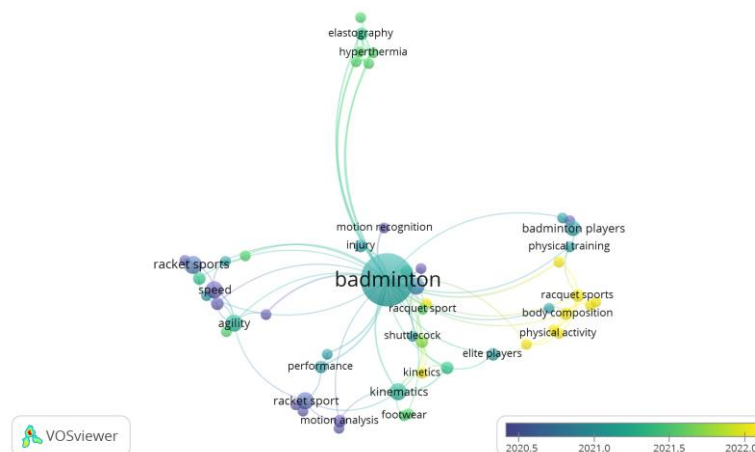 elastography
hyperthermia
motion recognition
injury
badminton players
physical training
racket sports
speed
badminton
agility
racquet sport
racquet sports
body composition
shuttlecock
physical activity
performance
elite players
kinetics
racket sport
kinematics
motion analysis
footwear
VOSviewer
2020.5
2021.0
2021.5
2022.0